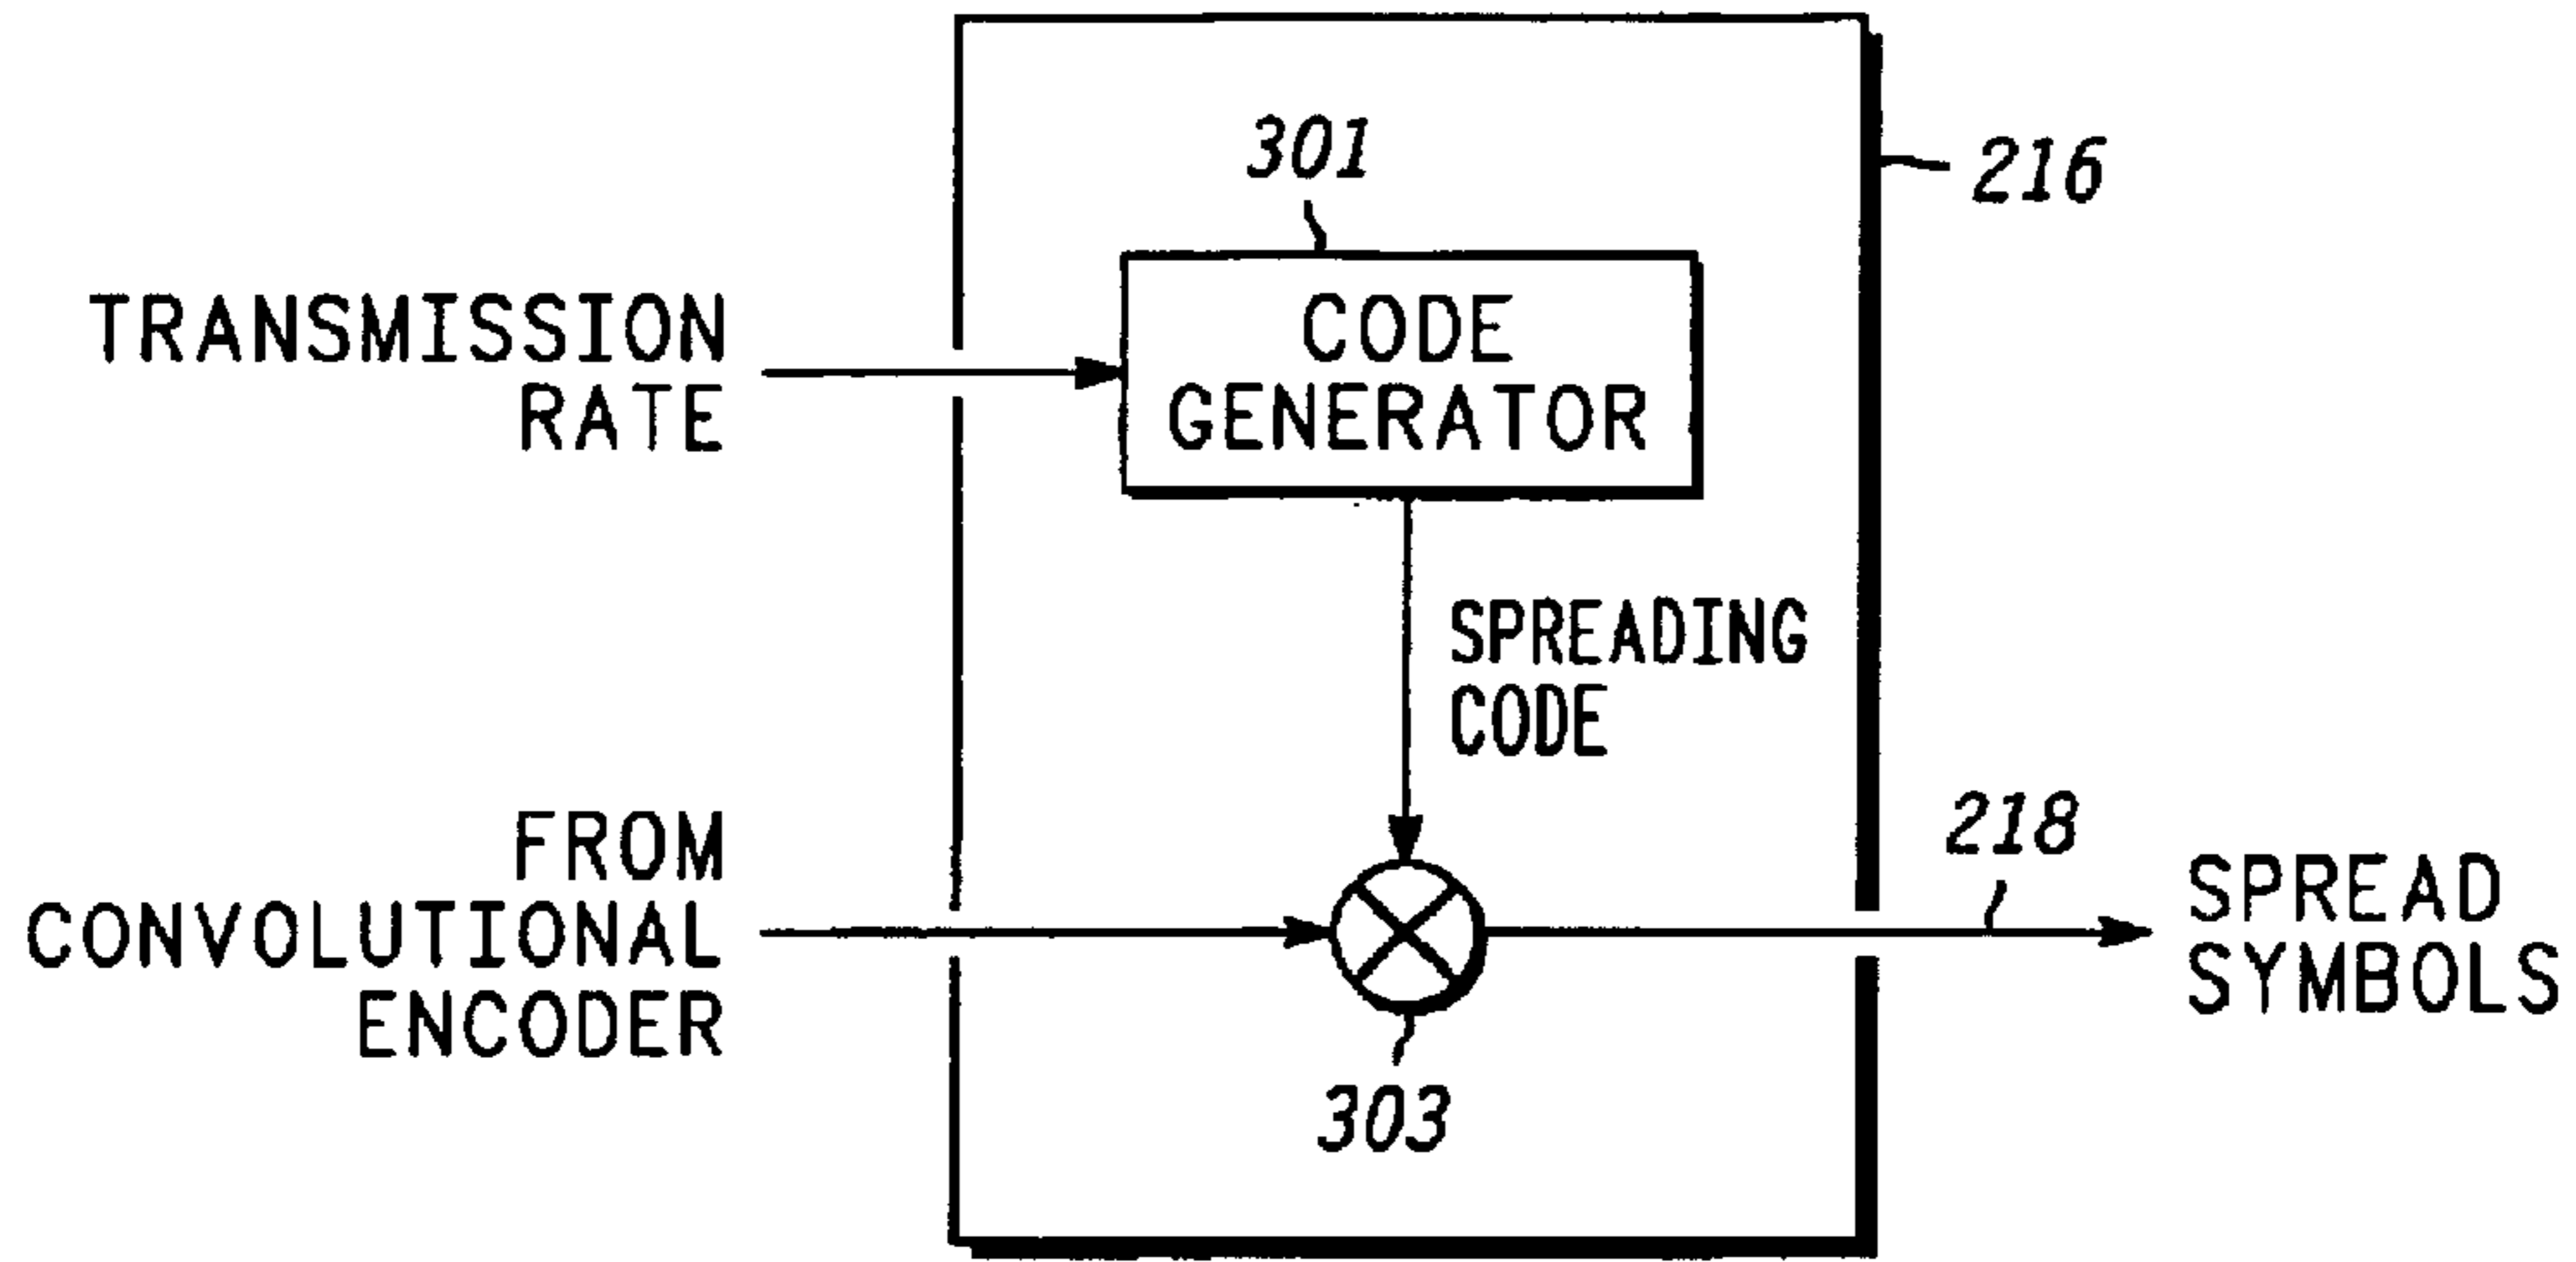 301
216
TRANSMISSION
RATE
CODE
GENERATOR
SPREADING
CODE
FROM
CONVOLUTIONAL
ENCODER
218
SPREAD
SYMBOLS
303